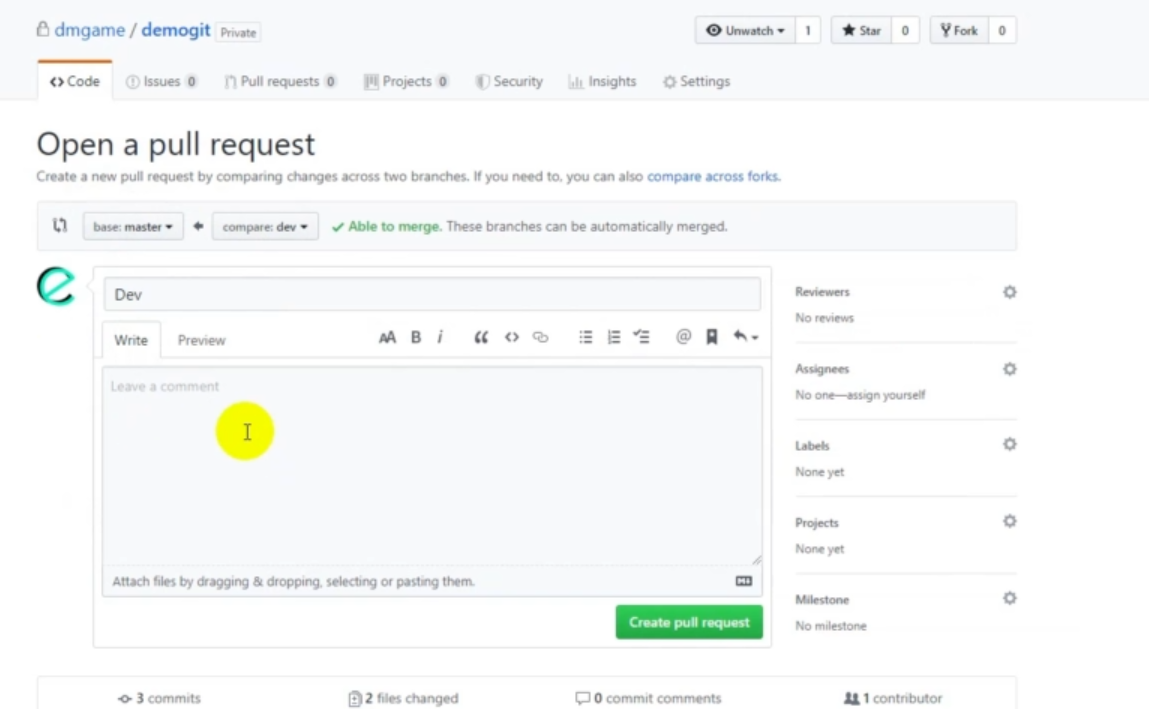 dmgame / demogit Private
Unwatch 1 Star 0 Fork 0
<> Code Issues 0 Pull requests 0 Projects 0 Security Insights Settings
Open a pull request
Create a new pull request by comparing changes across two branches. If you need to, you can also compare across forks.
base: master compare: dev ✓ Able to merge. These branches can be automatically merged.
Dev
Write Preview AA B i “ <> @
Leave a comment
Attach files by dragging & dropping, selecting or pasting them.
Create pull request
Reviewers
No reviews
Assignees
No one—assign yourself
Labels
None yet
Projects
None yet
Milestone
No milestone
3 commits 2 files changed 0 commit comments 1 contributor